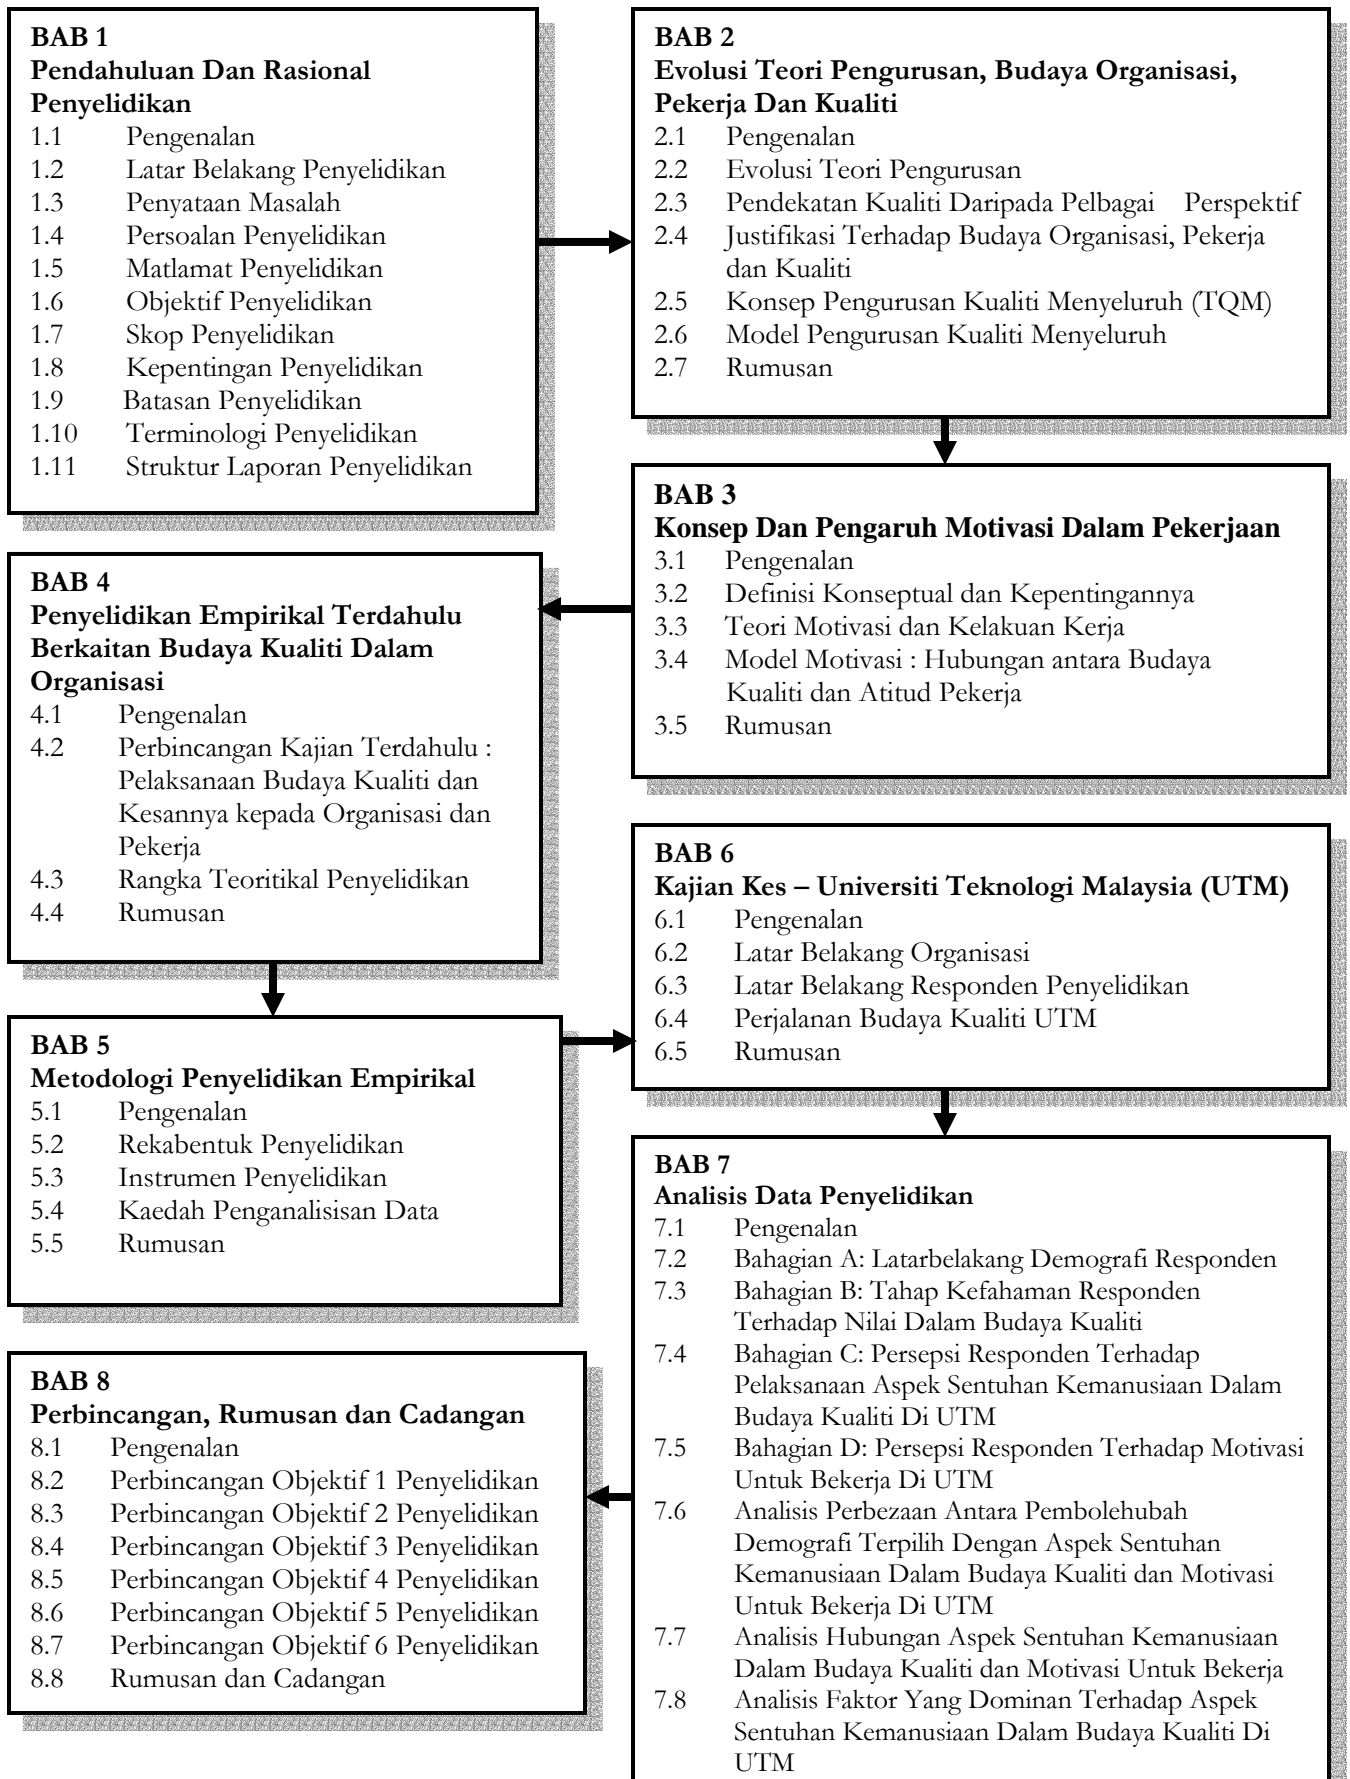 BAB 1
Pendahuluan Dan Rasional
Penyelidikan
1.1 Pengenalan
1.2 Latar Belakang Penyelidikan
1.3 Penyataan Masalah
1.4 Persoalan Penyelidikan
1.5 Matlamat Penyelidikan
1.6 Objektif Penyelidikan
1.7 Skop Penyelidikan
1.8 Kepentingan Penyelidikan
1.9 Batasan Penyelidikan
1.10 Terminologi Penyelidikan
1.11 Struktur Laporan Penyelidikan
BAB 2
Evolusi Teori Pengurusan, Budaya Organisasi,
Pekerja Dan Kualiti
2.1 Pengenalan
2.2 Evolusi Teori Pengurusan
2.3 Pendekatan Kualiti Daripada Pelbagai Perspektif
2.4 Justifikasi Terhadap Budaya Organisasi, Pekerja
dan Kualiti
2.5 Konsep Pengurusan Kualiti Menyeluruh (TQM)
2.6 Model Pengurusan Kualiti Menyeluruh
2.7 Rumusan
BAB 3
Konsep Dan Pengaruh Motivasi Dalam Pekerjaan
3.1 Pengenalan
3.2 Definisi Konseptual dan Kepentingannya
3.3 Teori Motivasi dan Kelakuan Kerja
3.4 Model Motivasi : Hubungan antara Budaya
Kualiti dan Atitud Pekerja
3.5 Rumusan
BAB 4
Penyelidikan Empirikal Terdahulu
Berkaitan Budaya Kualiti Dalam
Organisasi
4.1 Pengenalan
4.2 Perbincangan Kajian Terdahulu :
Pelaksanaan Budaya Kualiti dan
Kesannya kepada Organisasi dan
Pekerja
4.3 Rangka Teoritikal Penyelidikan
4.4 Rumusan
BAB 5
Metodologi Penyelidikan Empirikal
5.1 Pengenalan
5.2 Rekabentuk Penyelidikan
5.3 Instrumen Penyelidikan
5.4 Kaedah Penganalisisan Data
5.5 Rumusan
BAB 6
Kajian Kes – Universiti Teknologi Malaysia (UTM)
6.1 Pengenalan
6.2 Latar Belakang Organisasi
6.3 Latar Belakang Responden Penyelidikan
6.4 Perjalanan Budaya Kualiti UTM
6.5 Rumusan
BAB 7
Analisis Data Penyelidikan
7.1 Pengenalan
7.2 Bahagian A: Latarbelakang Demografi Responden
7.3 Bahagian B: Tahap Kefahaman Responden
Terhadap Nilai Dalam Budaya Kualiti
7.4 Bahagian C: Persepsi Responden Terhadap
Pelaksanaan Aspek Sentuhan Kemanusiaan Dalam
Budaya Kualiti Di UTM
7.5 Bahagian D: Persepsi Responden Terhadap Motivasi
Untuk Bekerja Di UTM
7.6 Analisis Perbezaan Antara Pembolehubah
Demografi Terpilih Dengan Aspek Sentuhan
Kemanusiaan Dalam Budaya Kualiti dan Motivasi
Untuk Bekerja Di UTM
7.7 Analisis Hubungan Aspek Sentuhan Kemanusiaan
Dalam Budaya Kualiti dan Motivasi Untuk Bekerja
7.8 Analisis Faktor Yang Dominan Terhadap Aspek
Sentuhan Kemanusiaan Dalam Budaya Kualiti Di
UTM
BAB 8
Perbincangan, Rumusan dan Cadangan
8.1 Pengenalan
8.2 Perbincangan Objektif 1 Penyelidikan
8.3 Perbincangan Objektif 2 Penyelidikan
8.4 Perbincangan Objektif 3 Penyelidikan
8.5 Perbincangan Objektif 4 Penyelidikan
8.6 Perbincangan Objektif 5 Penyelidikan
8.7 Perbincangan Objektif 6 Penyelidikan
8.8 Rumusan dan Cadangan